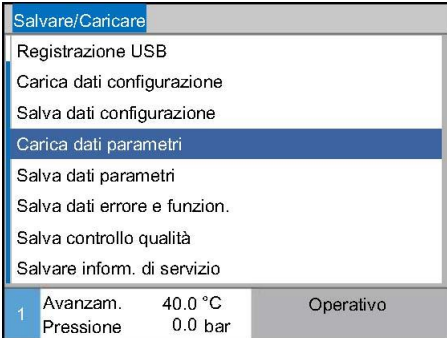 Salvare/Caricare
Registrazione USB
Carica dati configurazione
Salva dati configurazione
Carica dati parametri
Salva dati parametri
Salva dati errore e funzion.
Salva controllo qualità
Salvare inform. di servizio
1 Avanzam. 40.0 °C Operativo
Pressione 0.0 bar